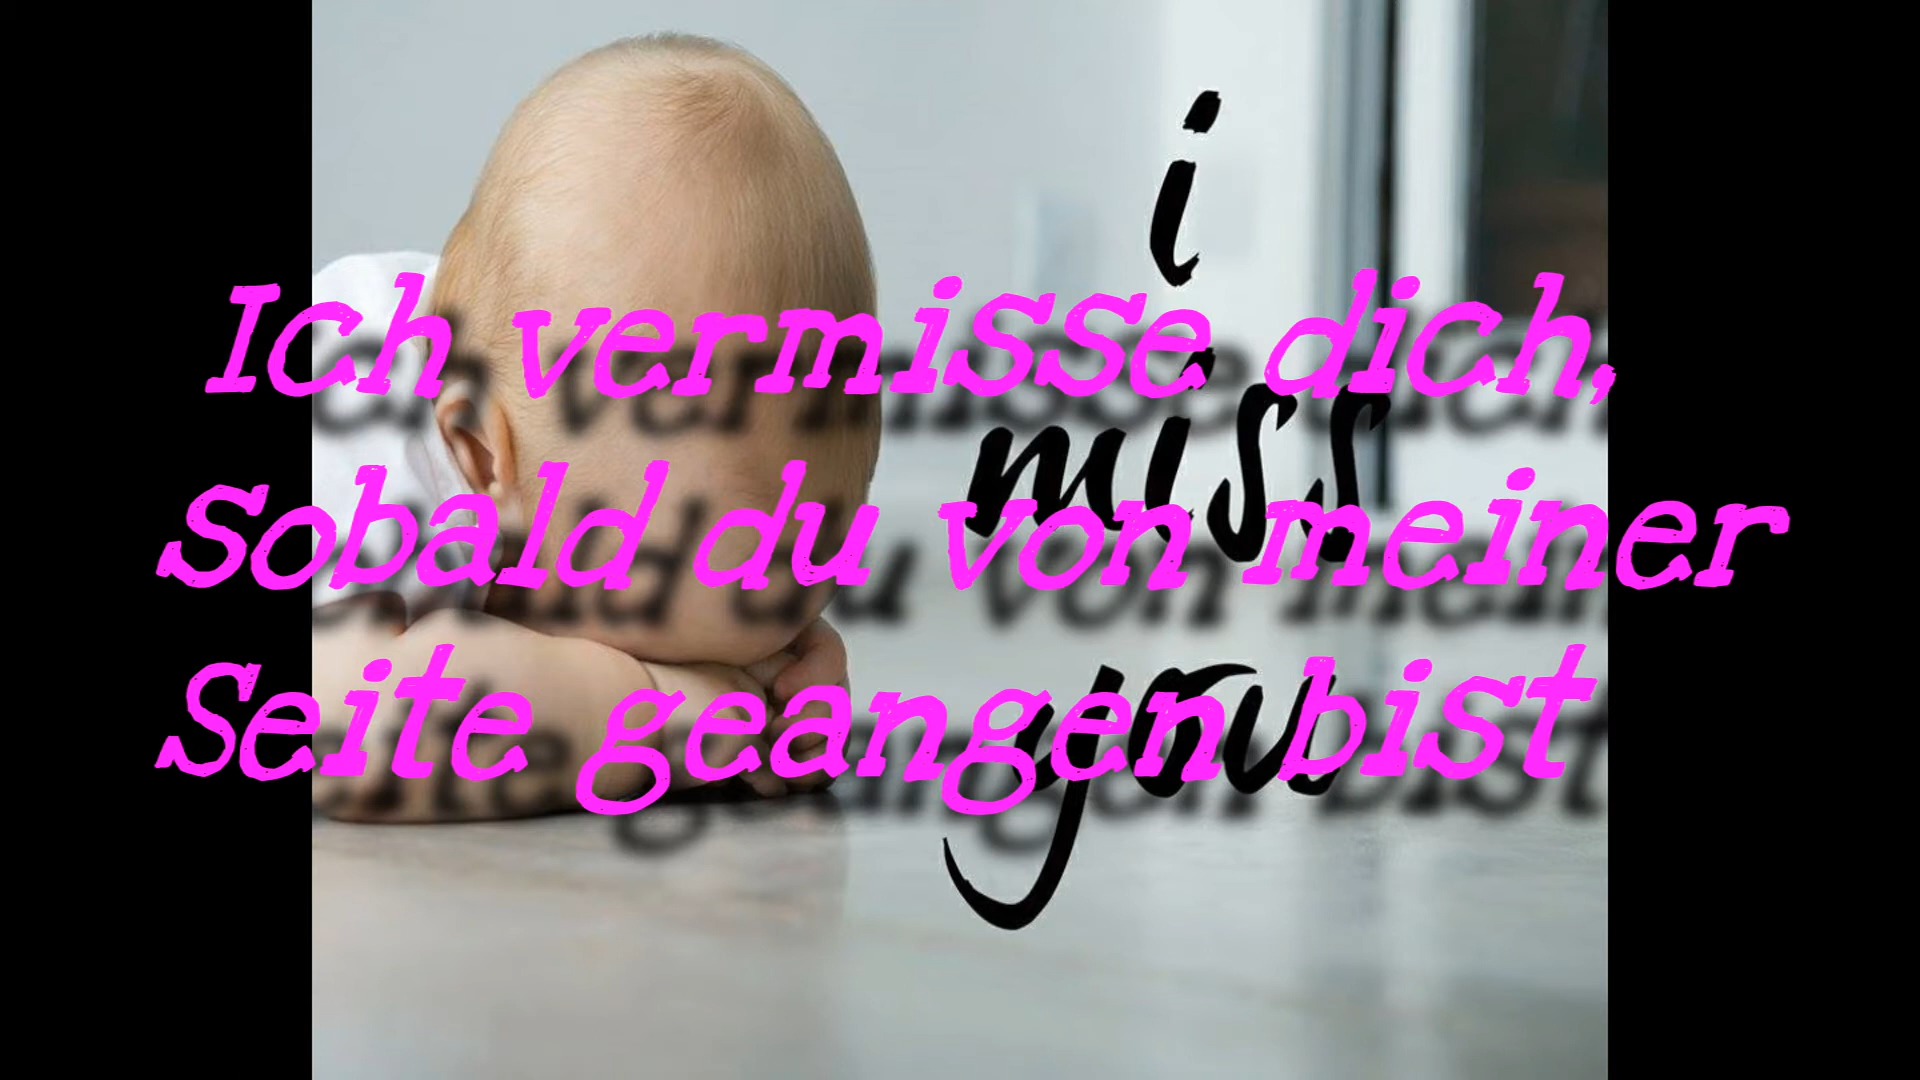 i
Ich vermisse dich,
miss
sobald du von meiner
you
Seite geangen bist